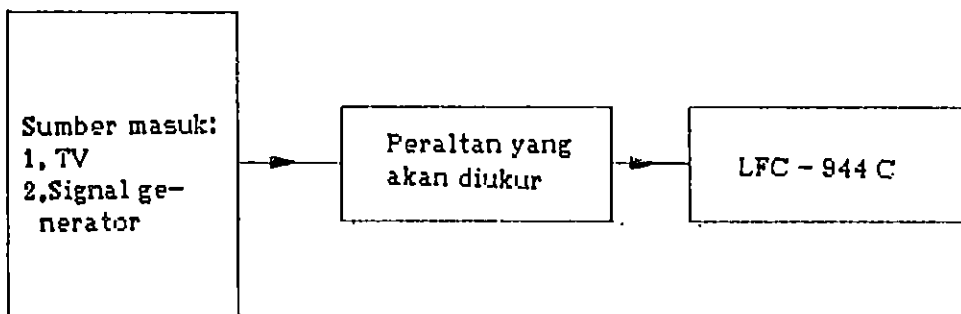 Sumber masuk:
1, TV
2.Signal ge-
nerator
Peraltan yang
akan diukur
LFC - 944 C